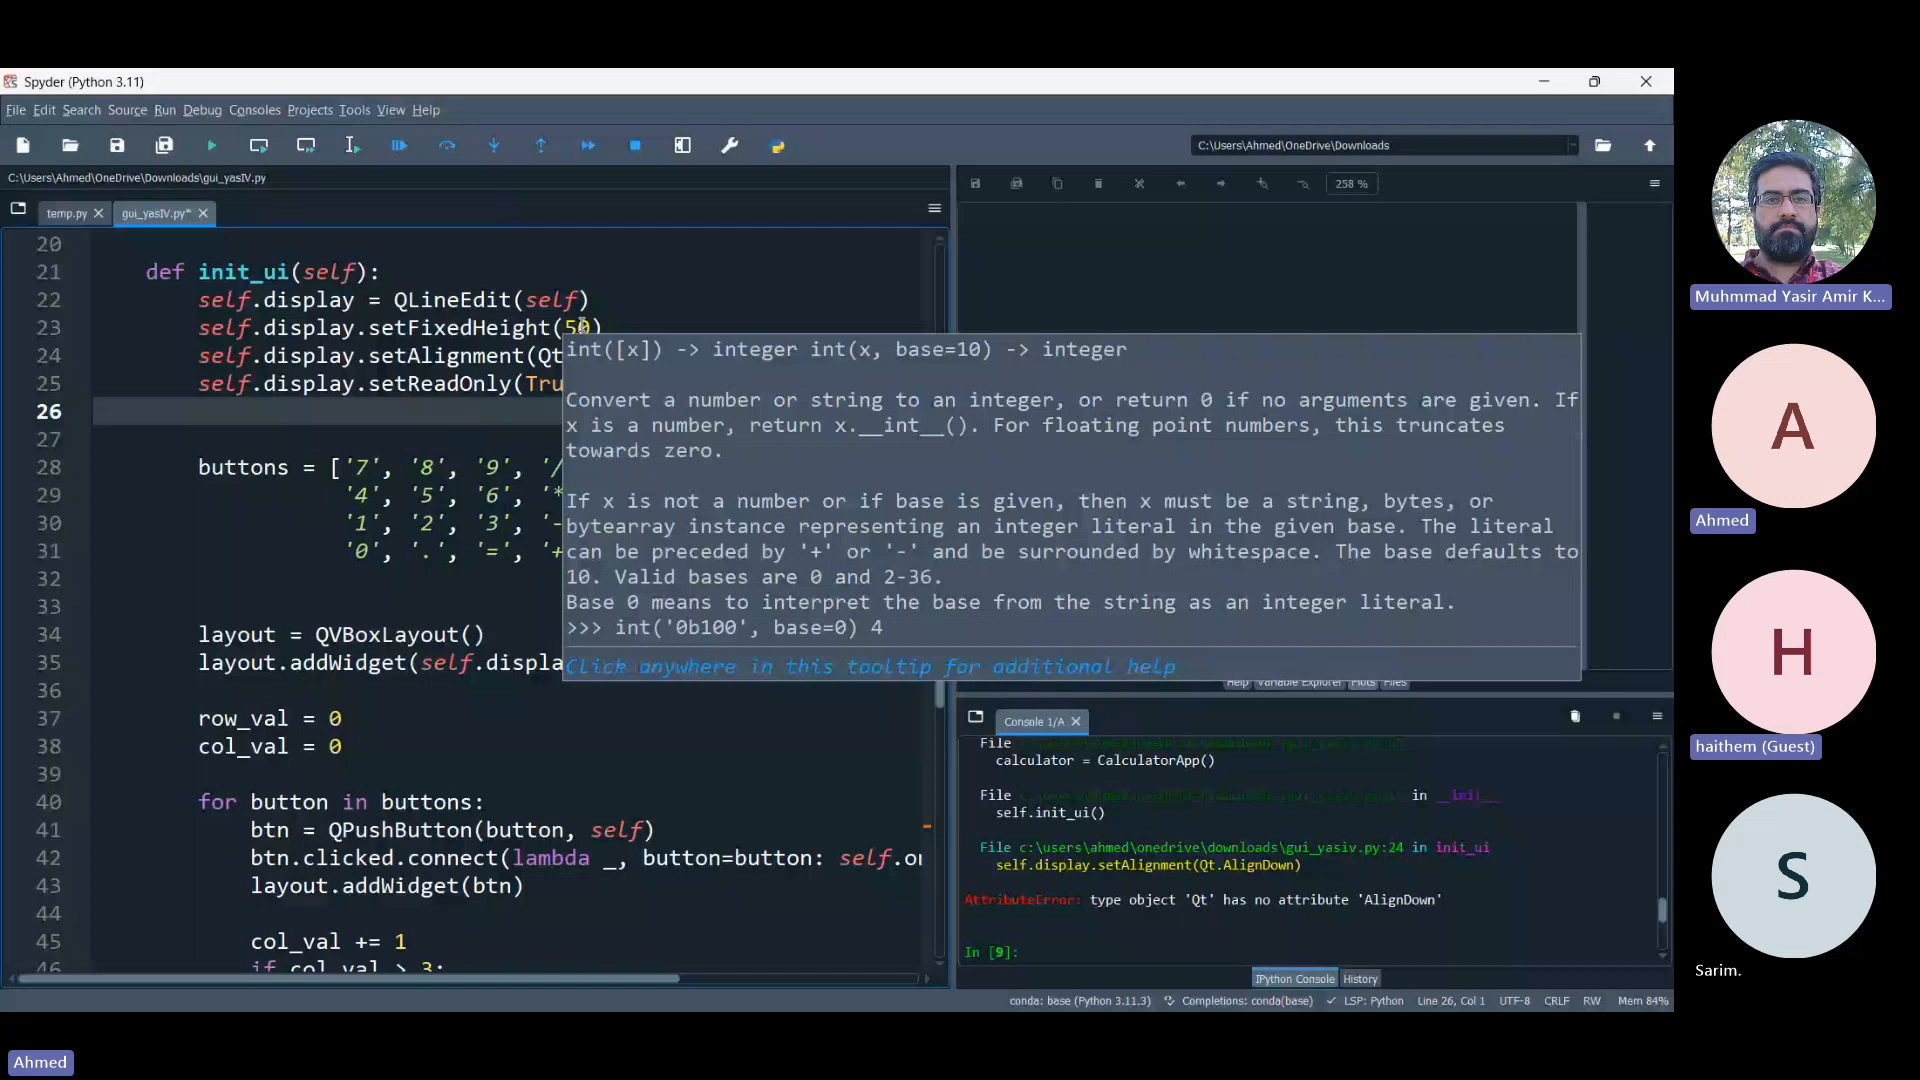 Spyder (Python 3.11)
File Edit Search Source Run Debug Consoles Projects Tools View Help
C:\Users\Ahmed\OneDrive\Downloads
C:\Users\Ahmed\OneDrive\Downloads\gui_yasIV.py
258 %
temp.py
gui_yasIV.py*
20
21 def init_ui(self):
22 self.display = QLineEdit(self)
23 self.display.setFixedHeight(50)
24 self.display.setAlignment(Qt
25 self.display.setReadOnly(Tru
26
27
28 buttons = ['7', '8', '9', '/
29 '4', '5', '6', '*
30 '1', '2', '3', '-
31 '0', '.', '=', '+
32
33
34 layout = QVBoxLayout()
35 layout.addWidget(self.displa
36
37 row_val = 0
38 col_val = 0
39
40 for button in buttons:
41 btn = QPushButton(button, self)
42 btn.clicked.connect(lambda _, button=button: self.o
43 layout.addWidget(btn)
44
45 col_val += 1
46 if col_val > 3:
int([x]) -> integer int(x, base=10) -> integer
Convert a number or string to an integer, or return 0 if no arguments are given. If
x is a number, return x.__int__(). For floating point numbers, this truncates
towards zero.
If x is not a number or if base is given, then x must be a string, bytes, or
bytearray instance representing an integer literal in the given base. The literal
can be preceded by '+' or '-' and be surrounded by whitespace. The base defaults to
10. Valid bases are 0 and 2-36.
Base 0 means to interpret the base from the string as an integer literal.
>>> int('0b100', base=0) 4
Click anywhere in this tooltip for additional help
Help Variable Explorer Plots Files
Console 1/A
File
calculator = CalculatorApp()
File in __init__
self.init_ui()
File c:\users\ahmed\onedrive\downloads\gui_yasiv.py:24 in init_ui
self.display.setAlignment(Qt.AlignDown)
AttributeError: type object 'Qt' has no attribute 'AlignDown'
In [9]:
IPython Console History
conda: base (Python 3.11.3) Completions: conda(base) LSP: Python Line 26, Col 1 UTF-8 CRLF RW Mem 84%
Muhmmad Yasir Amir K...
A
Ahmed
H
haithem (Guest)
S
Sarim.
Ahmed